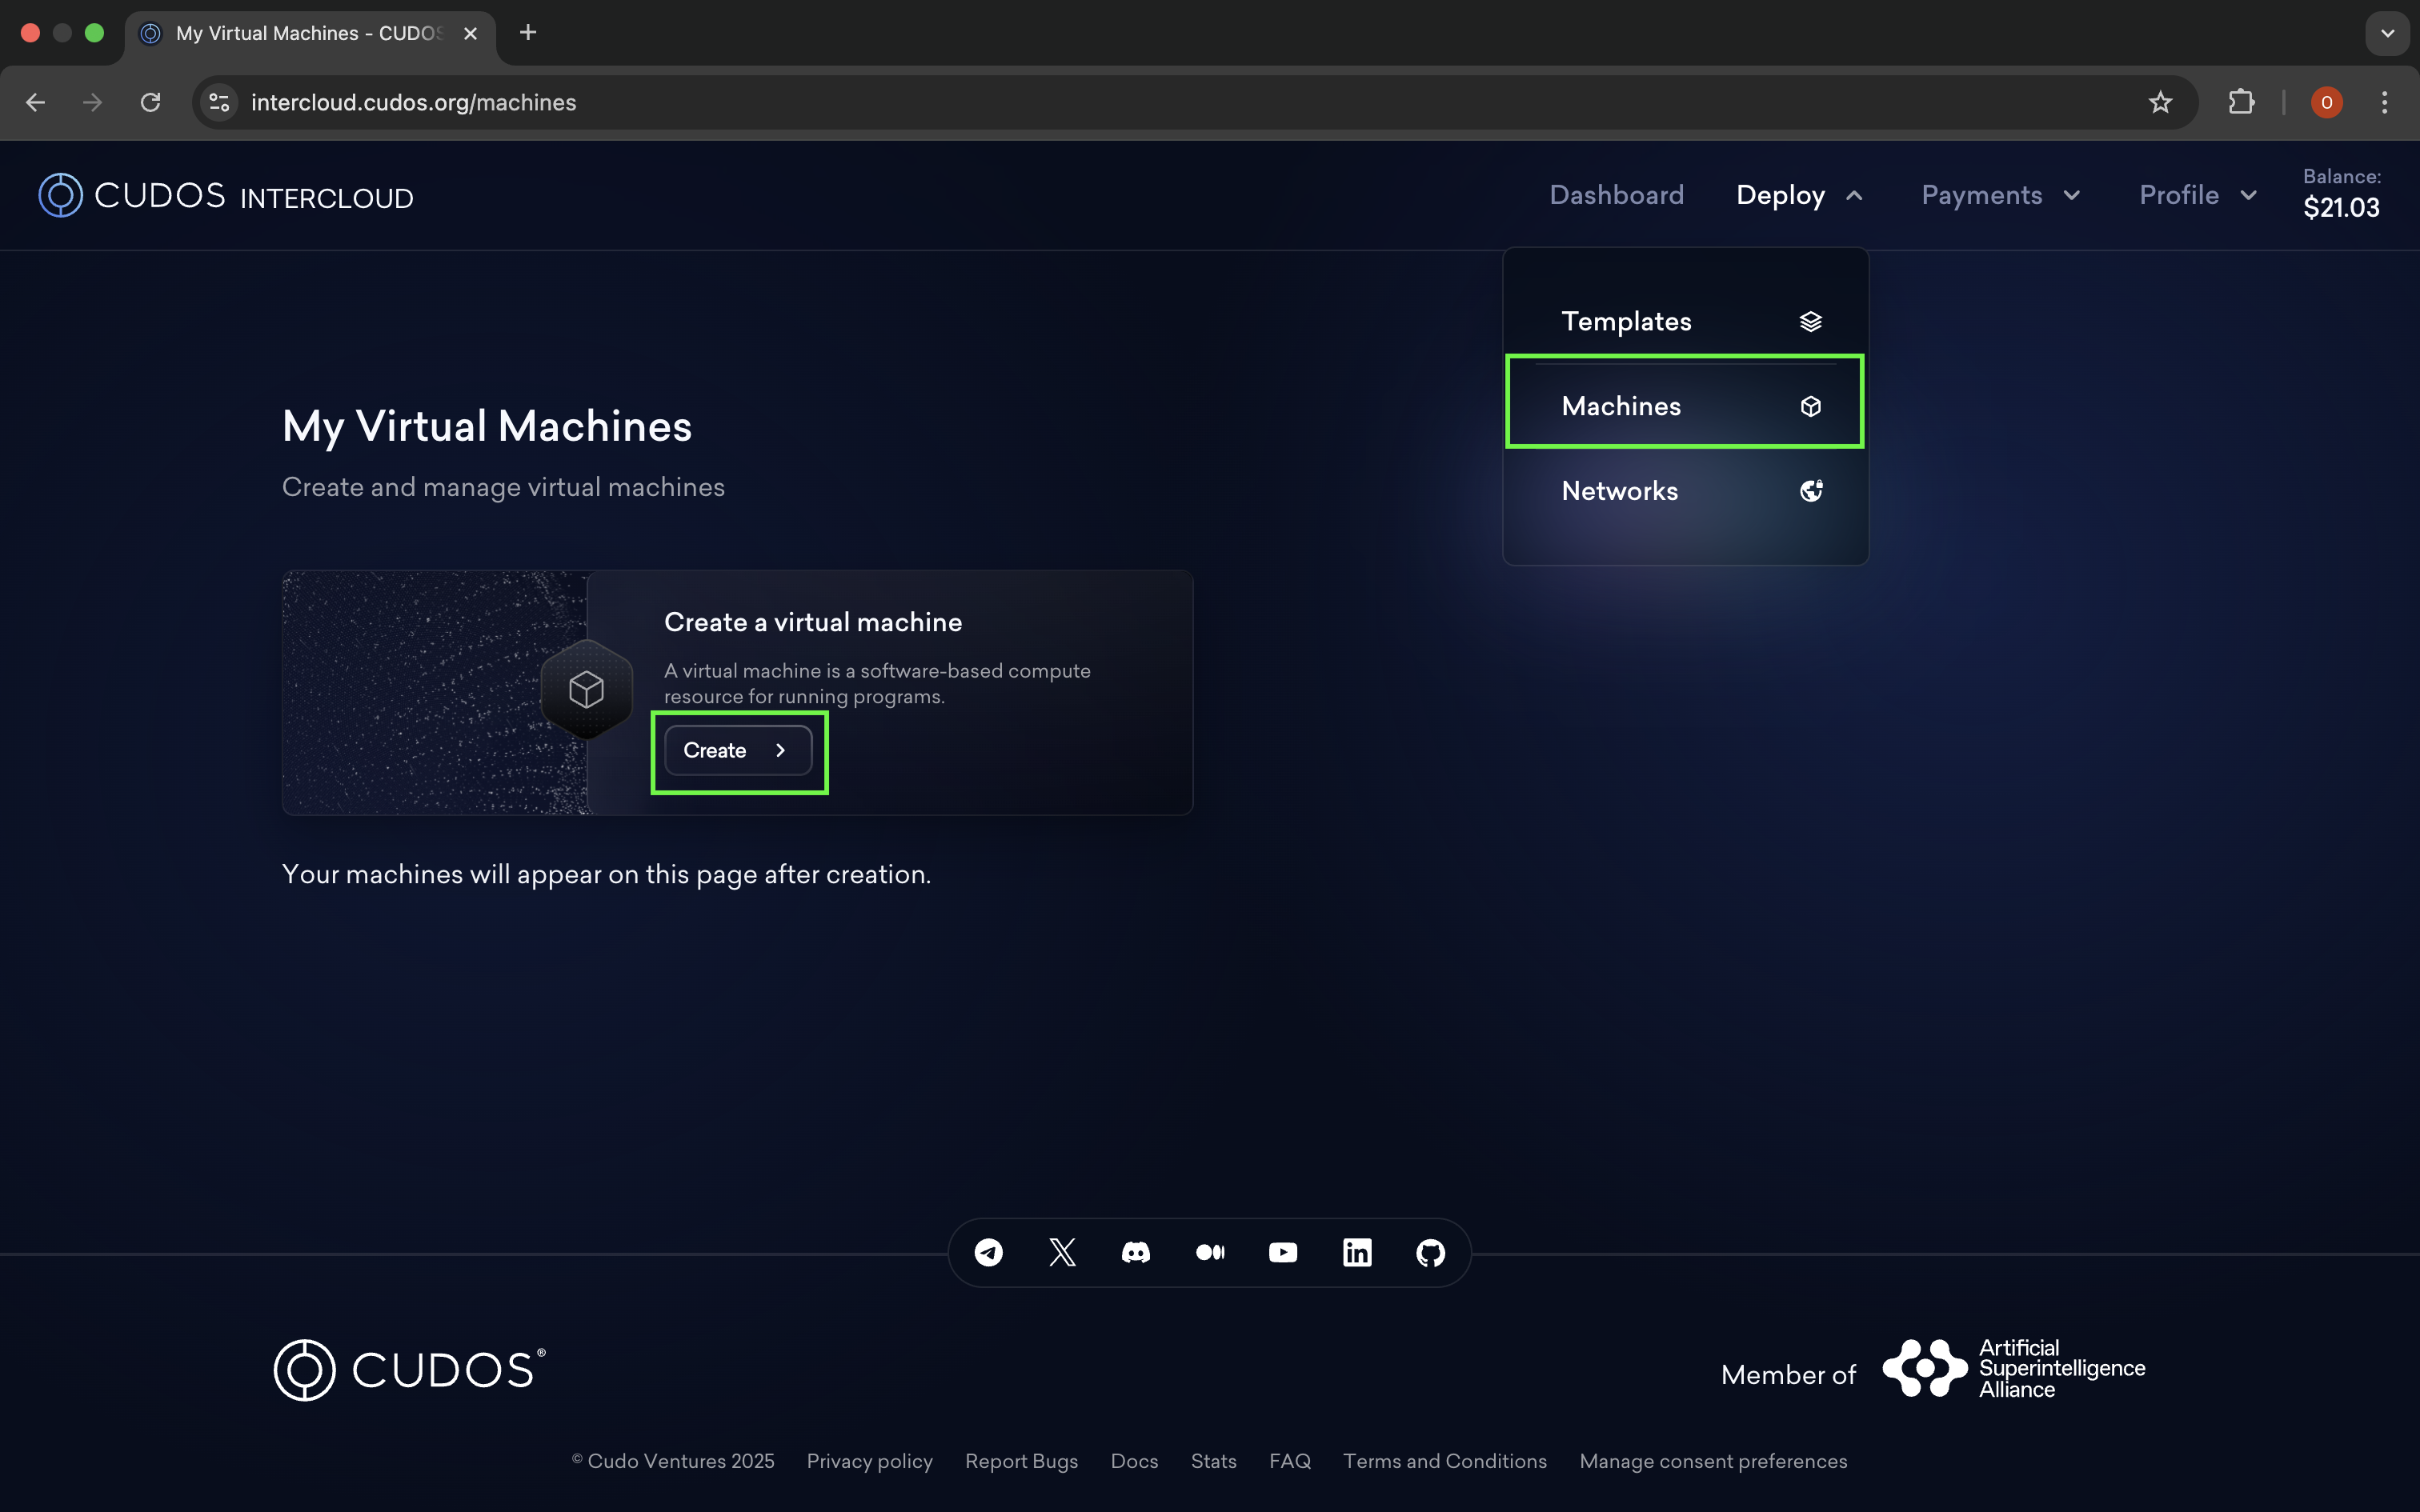 My Virtual Machines - CUDOS
intercloud.cudos.org/machines
O
CUDOS INTERCLOUD
Dashboard
Deploy
Payments
Profile
Balance:
$21.03
Templates
Machines
Networks
My Virtual Machines
Create and manage virtual machines
Create a virtual machine
A virtual machine is a software-based compute
resource for running programs.
Create
Your machines will appear on this page after creation.
CUDOS®
Member of
Artificial
Superintelligence
Alliance
© Cudo Ventures 2025
Privacy policy
Report Bugs
Docs
Stats
FAQ
Terms and Conditions
Manage consent preferences